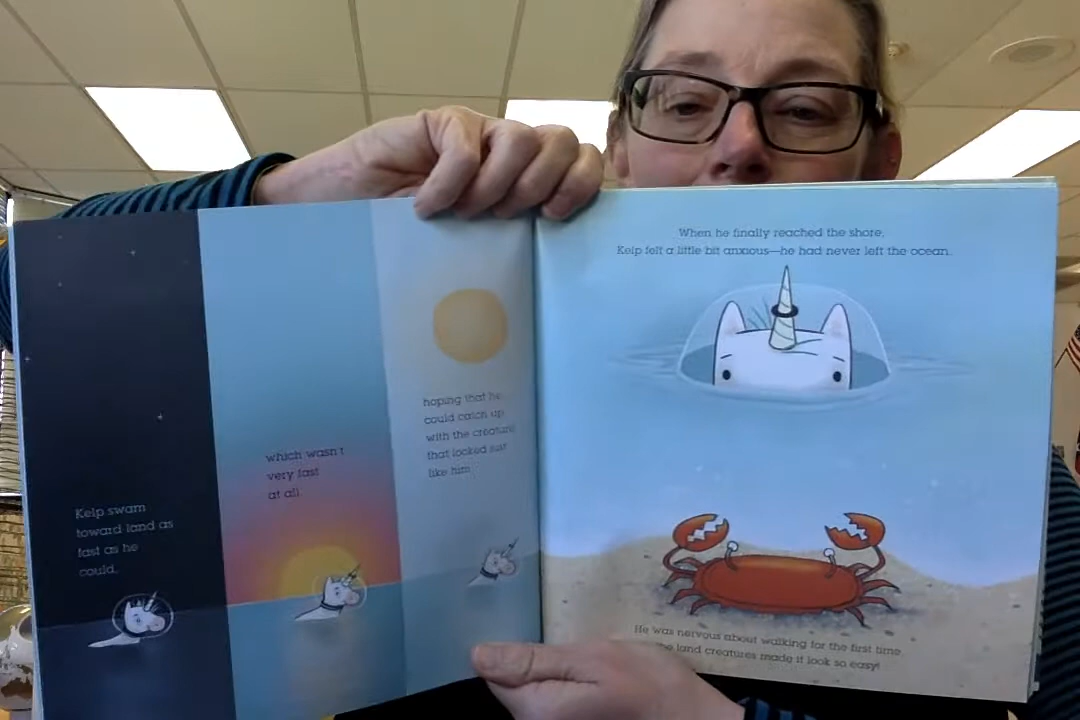 Kelp swam
toward land as
fast as he
could,
which wasn't
very fast
at all
hoping that he
could catch up
with the creature
that looked just
like him.
When he finally reached the shore,
Kelp felt a little bit anxious—he had never left the ocean.
He was nervous about walking for the first time
land creatures made it look so easy!